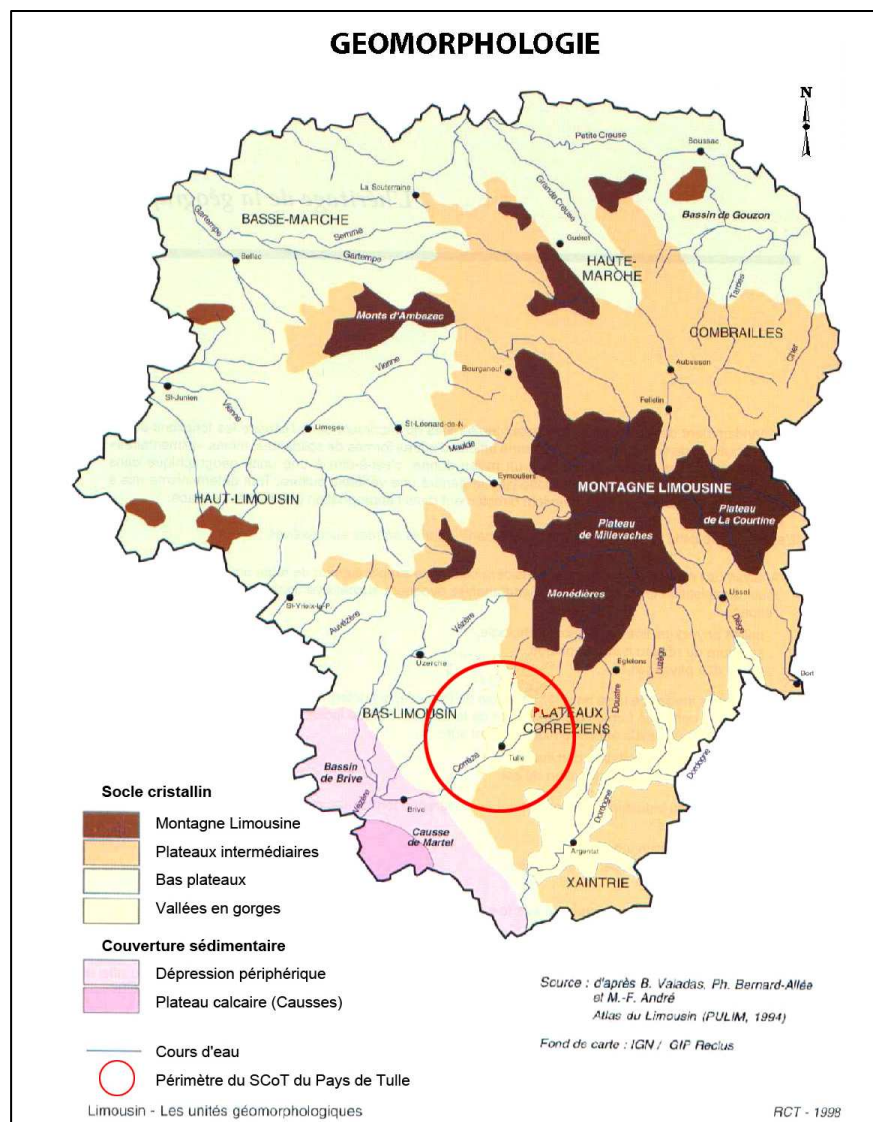 GEOMORPHOLOGIE
N
Petite Creuse
Boussac
La Souterraine
Bassin de Gouzon
Grande Creuse
Gartempe
BASSE-MARCHE
Semme
Guéret
Gartempe
Bellac
HAUTE-
MARCHE
Tardes
Monts d'Ambazac
COMBRAILLES
Cher
Vienne
Bourganeuf
Aubusson
St-Junien
Felletin
Vienne
Limoges
St-Léonard-de-N.
Maulde
Eymoutiers
MONTAGNE LIMOUSINE
HAUT-LIMOUSIN
Plateau
de Millevaches
Plateau
de La Courtine
Monédières
St-Yrieix-la-P.
Ussel
Auvézère
Vézère
Diège
Uzerche
Egletons
Luzège
Bort
BAS-LIMOUSIN
PLATEAUX
CORREZIENS
Doustre
Corrèze
Tulle
Dordogne
Bassin
de Brive
Vézère
Brive
Dordogne
Causse
de Martel
Argentat
XAINTRIE
Socle cristallin
Montagne Limousine
Plateaux intermédiaires
Bas plateaux
Vallées en gorges
Couverture sédimentaire
Dépression périphérique
Plateau calcaire (Causses)
Cours d'eau
Périmètre du SCoT du Pays de Tulle
Source : d'après B. Valadas, Ph. Bernard-Allée
et M.-F. André
Atlas du Limousin (PULIM, 1994)
Fond de carte : IGN / GIP Reclus
Limousin - Les unités géomorphologiques
RCT - 1998